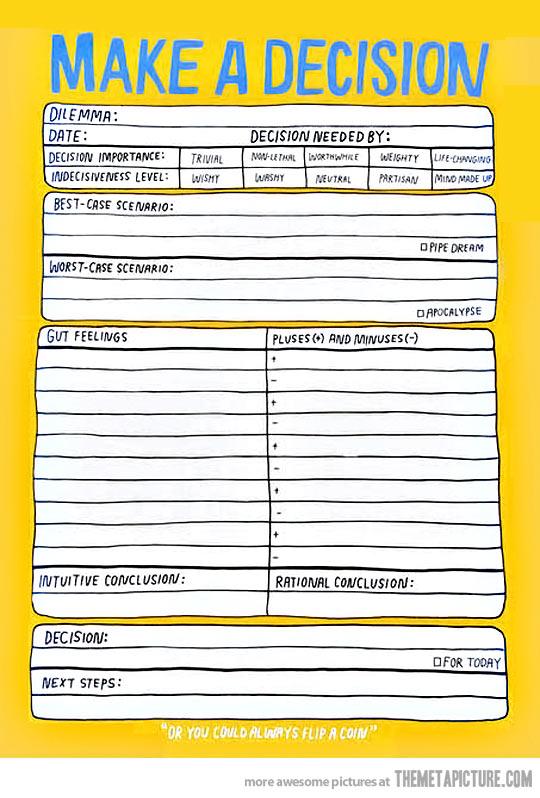 MAKE A DECISION
DILEMMA:
DATE: DECISION NEEDED BY:
DECISION IMPORTANCE: TRIVIAL NON-LETHAL WORTHWHILE WEIGHTY LIFE-CHANGING
INDECISIVENESS LEVEL: WISHY WASHY NEUTRAL PARTISAN MIND MADE UP
BEST-CASE SCENARIO:
PIPE DREAM
WORST-CASE SCENARIO:
APOCALYPSE
GUT FEELINGS PLUSES (+) AND MINUSES (-)
+
-
+
-
+
-
+
-
+
-
INTUITIVE CONCLUSION: RATIONAL CONCLUSION:
DECISION:
FOR TODAY
NEXT STEPS:
"OR YOU COULD ALWAYS FLIP A COIN."
more awesome pictures at THEMETAPICTURE.COM